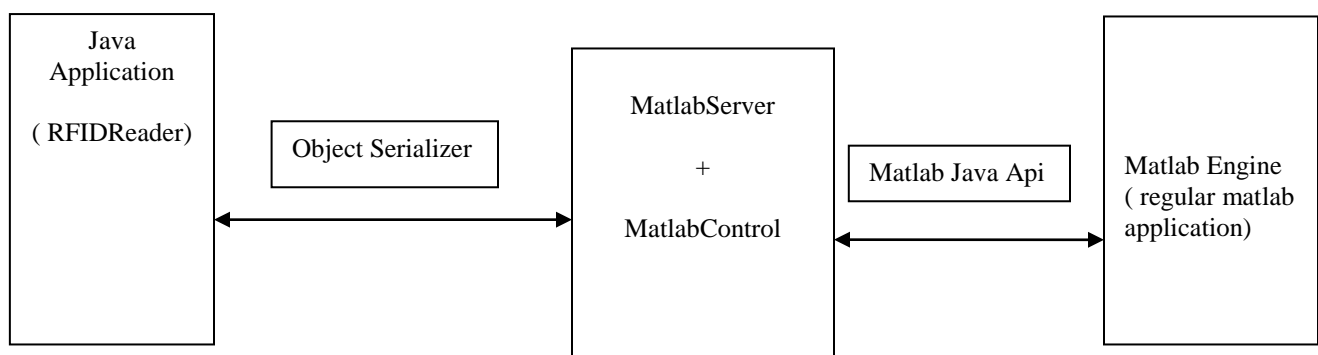 Java
Application
( RFIDReader)
Object Serializer
MatlabServer
+
MatlabControl
Matlab Java Api
Matlab Engine
( regular matlab
application)